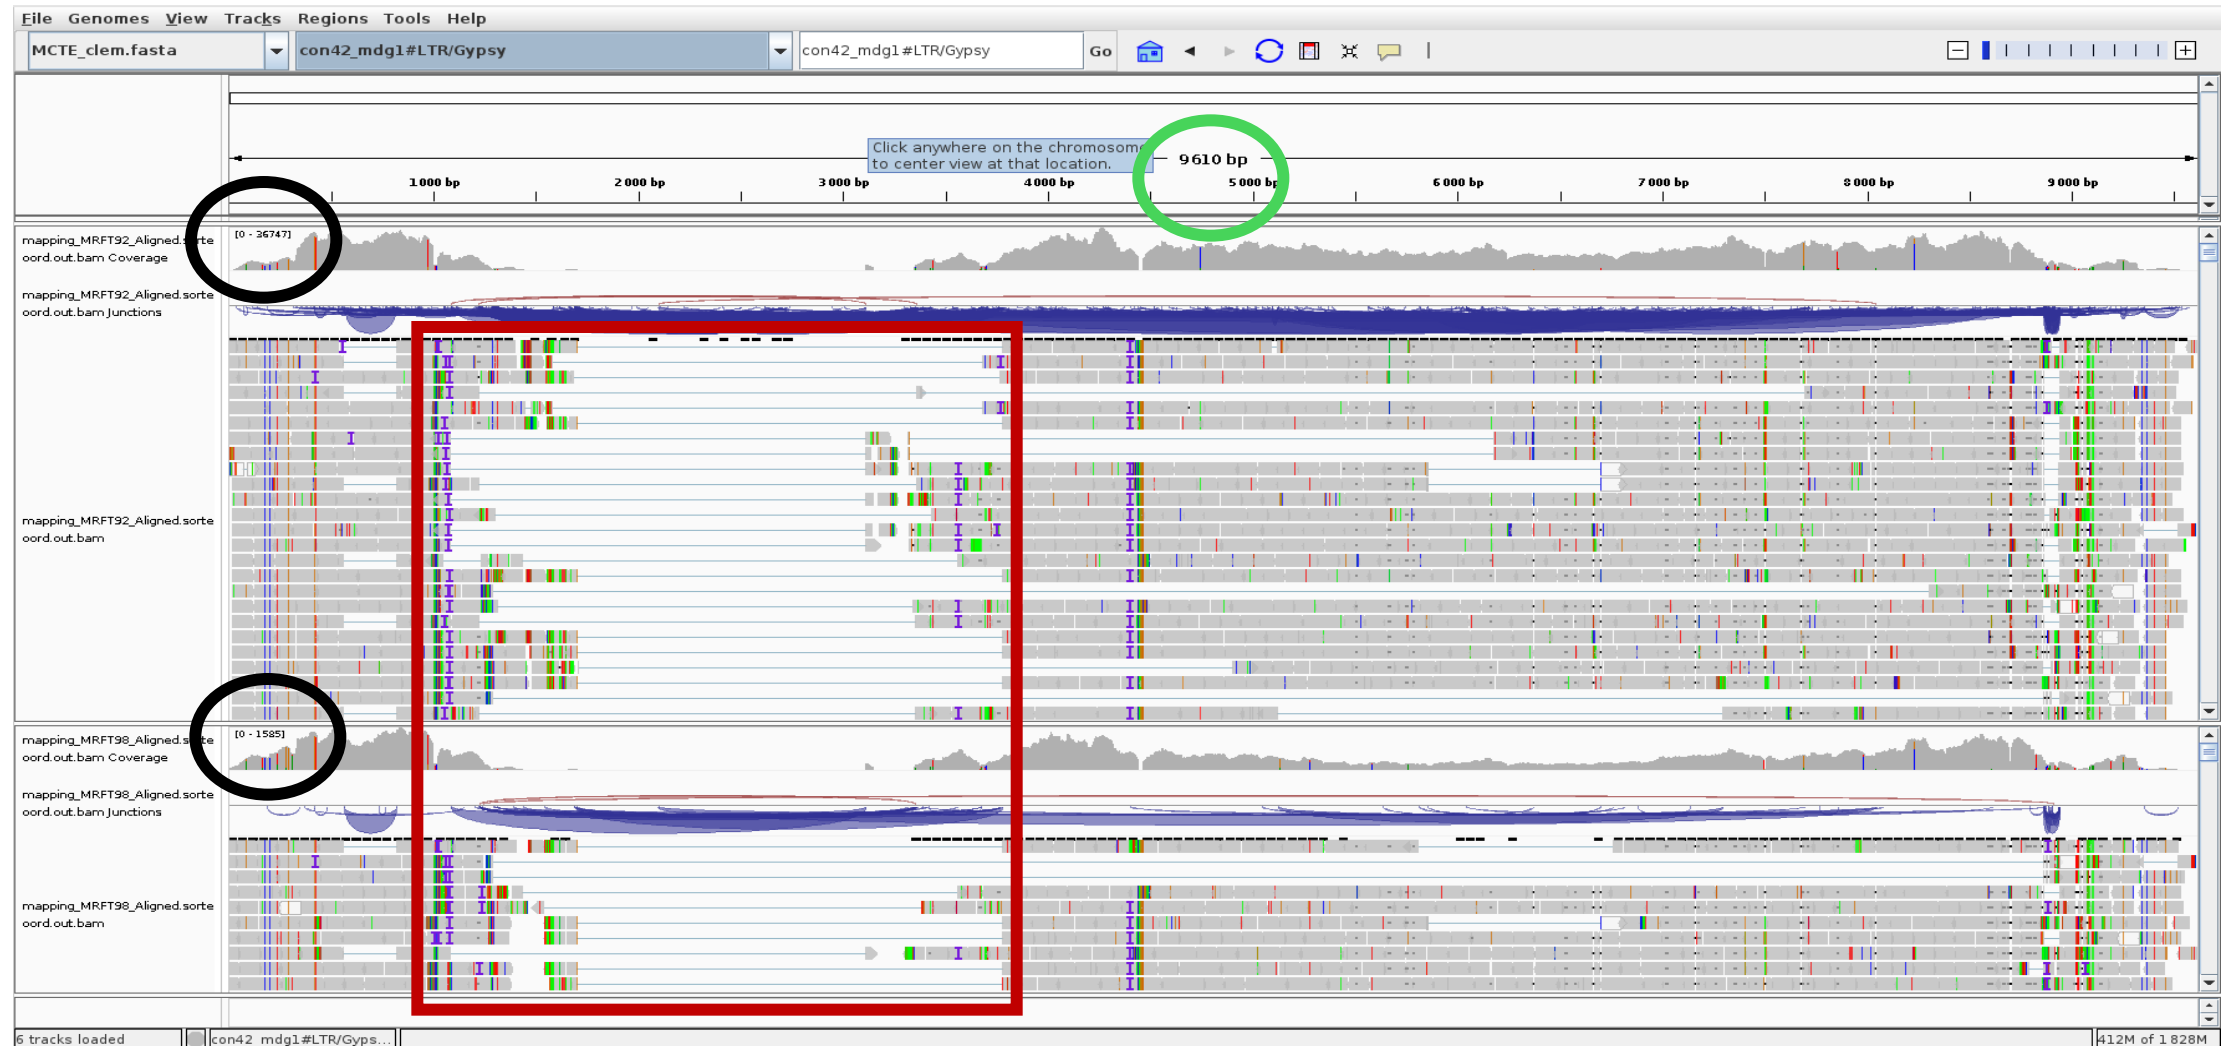 File Genomes View Tracks Regions Tools Help
MCTE_clem.fasta con42_mdg1#LTR/Gypsy con42_mdg1#LTR/Gypsy Go
Click anywhere on the chromosome
to center view at that location.
9 610 bp
1 000 bp 2 000 bp 3 000 bp 4 000 bp 5 000 bp 6 000 bp 7 000 bp 8 000 bp 9 000 bp
mapping_MRFT92_Aligned.sorte
oord.out.bam Coverage
[0 - 36747]
mapping_MRFT92_Aligned.sorte
oord.out.bam Junctions
mapping_MRFT92_Aligned.sorte
oord.out.bam
mapping_MRFT98_Aligned.sorte
oord.out.bam Coverage
[0 - 1585]
mapping_MRFT98_Aligned.sorte
oord.out.bam Junctions
mapping_MRFT98_Aligned.sorte
oord.out.bam
6 tracks loaded con42_mdg1#LTR/Gyps... 412M of 1 828M